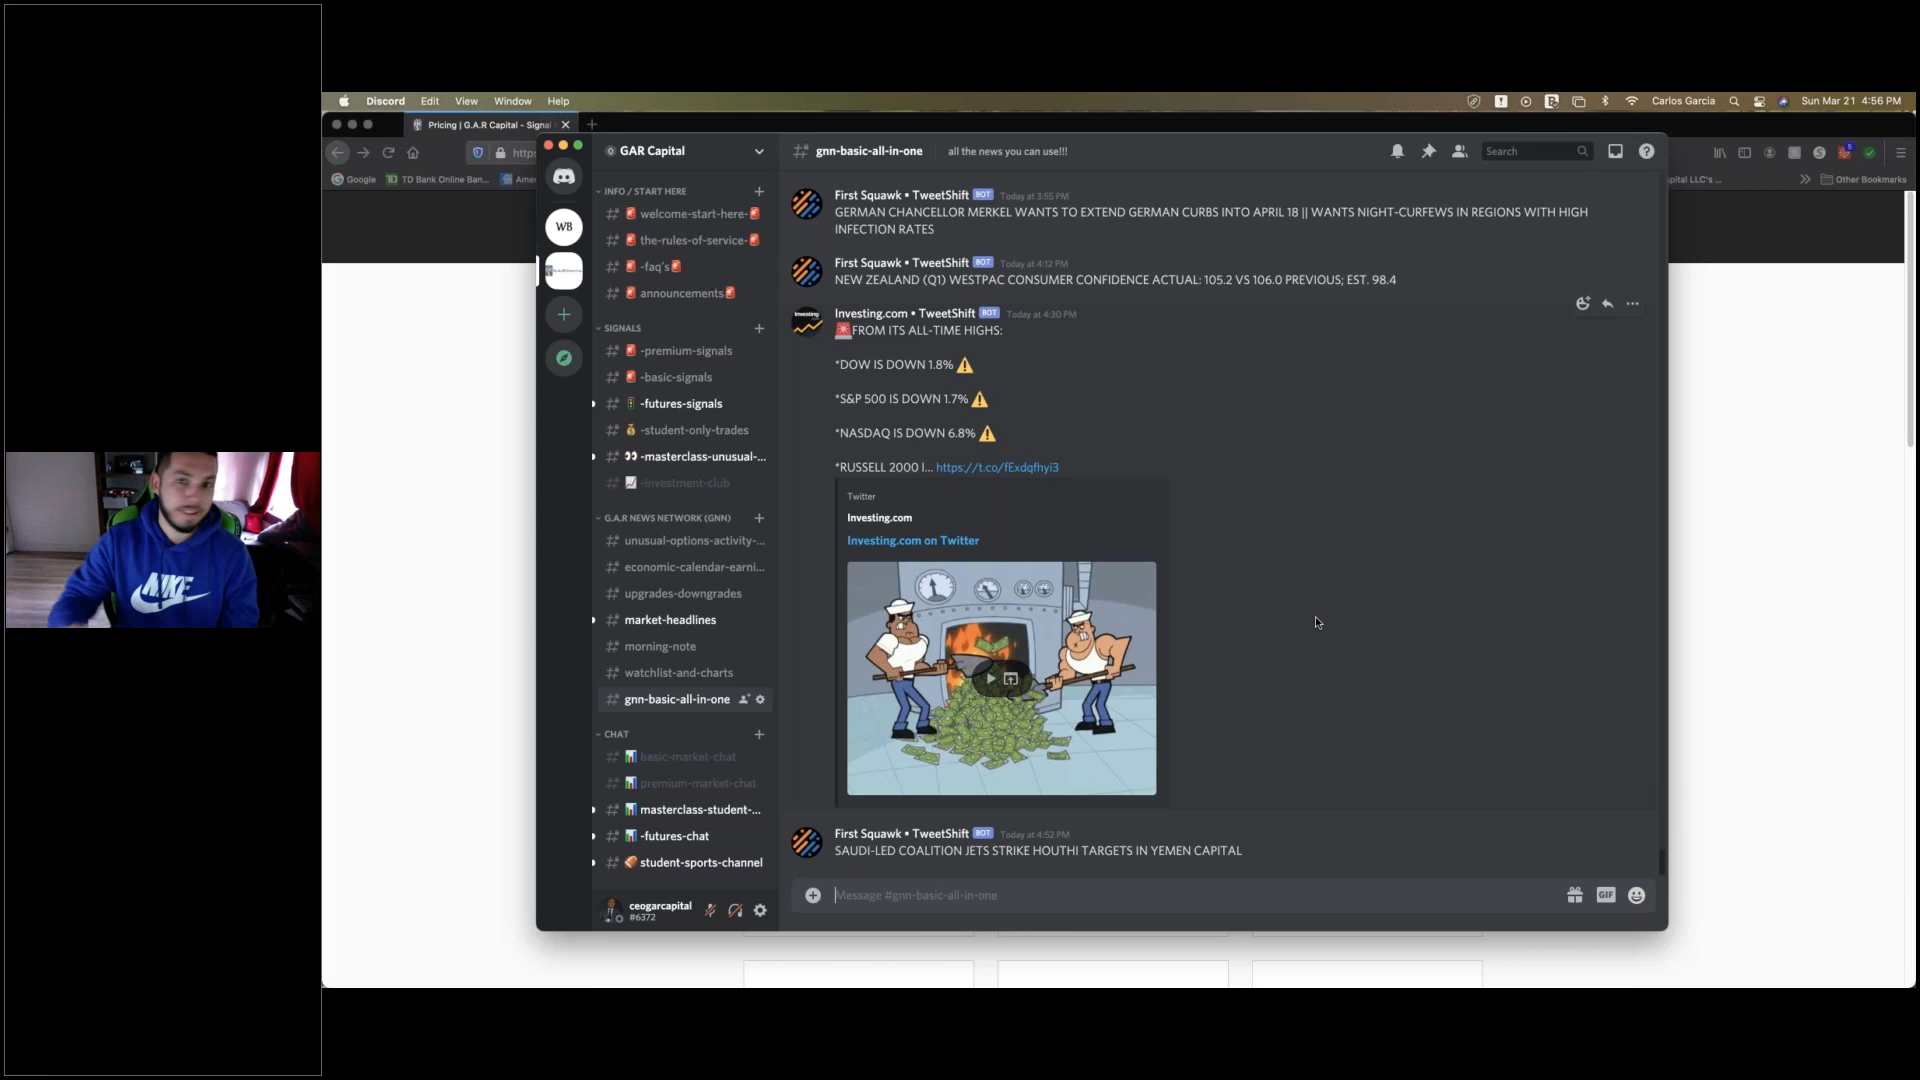 Discord Edit View Window Help
Carlos Garcia Sun Mar 21 4:56 PM
Pricing | G.A.R Capital - Signal
https
Google TD Bank Online Ban... Amer
pital LLC's ... Other Bookmarks
GAR Capital
gnn-basic-all-in-one all the news you can use!!!
Search
WB
INFO / START HERE
welcome-start-here-
the-rules-of-service-
-faq's
announcements
SIGNALS
-premium-signals
-basic-signals
-futures-signals
-student-only-trades
-masterclass-unusual-...
-investment-club
G.A.R NEWS NETWORK (GNN)
unusual-options-activity-...
economic-calendar-earni...
upgrades-downgrades
market-headlines
morning-note
watchlist-and-charts
gnn-basic-all-in-one
CHAT
basic-market-chat
premium-market-chat
masterclass-student-...
-futures-chat
student-sports-channel
ceogarcapital
#6372
First Squawk • TweetShift BOT Today at 3:55 PM
GERMAN CHANCELLOR MERKEL WANTS TO EXTEND GERMAN CURBS INTO APRIL 18 || WANTS NIGHT-CURFEWS IN REGIONS WITH HIGH
INFECTION RATES
First Squawk • TweetShift BOT Today at 4:12 PM
NEW ZEALAND (Q1) WESTPAC CONSUMER CONFIDENCE ACTUAL: 105.2 VS 106.0 PREVIOUS; EST. 98.4
Investing.com • TweetShift BOT Today at 4:30 PM
FROM ITS ALL-TIME HIGHS:
*DOW IS DOWN 1.8%
*S&P 500 IS DOWN 1.7%
*NASDAQ IS DOWN 6.8%
*RUSSELL 2000 I... https://t.co/fExdqfhyi3
Twitter
Investing.com
Investing.com on Twitter
First Squawk • TweetShift BOT Today at 4:52 PM
SAUDI-LED COALITION JETS STRIKE HOUTHI TARGETS IN YEMEN CAPITAL
Message #gnn-basic-all-in-one
GIF
NIKE